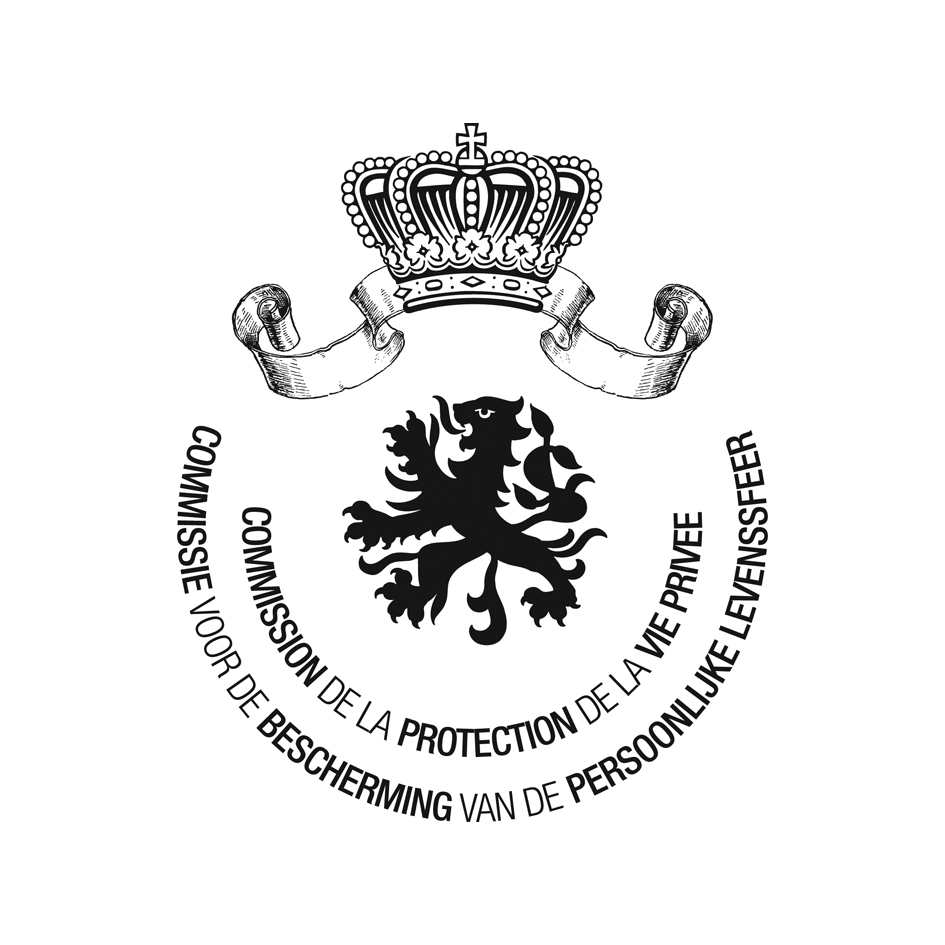 COMMISSIE VOOR DE BESCHERMING VAN DE PERSOONLIJKE LEVENSSFEER
COMMISSION DE LA PROTECTION DE LA VIE PRIVEE